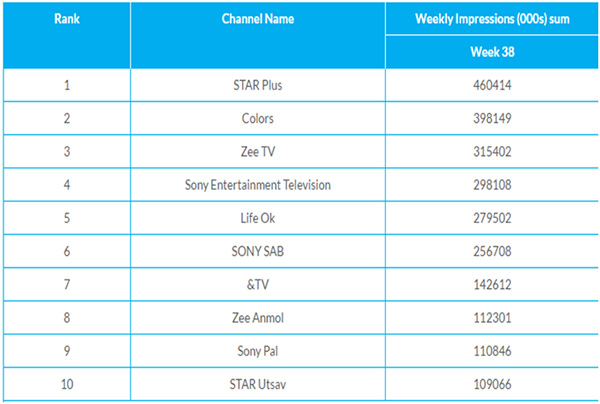 Rank Channel Name Weekly Impressions (000s) sum
Week 38
1 STAR Plus 460414
2 Colors 398149
3 Zee TV 315402
4 Sony Entertainment Television 298108
5 Life Ok 279502
6 SONY SAB 256708
7 &TV 142612
8 Zee Anmol 112301
9 Sony Pal 110846
10 STAR Utsav 109066